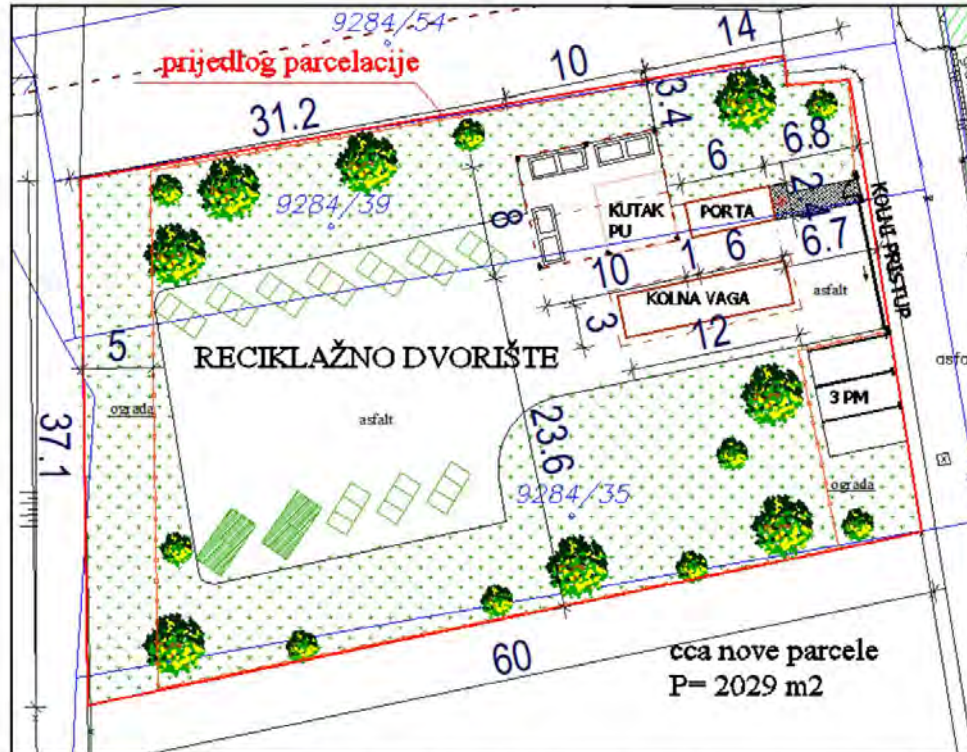 9284/54
prijedlog parcelacije
14
10
31.2
3.4
6
6.8
9284/39
8
KUTAK
PU
PORTA
2.4
KOLNI PRISTUP
10
1
6
6.7
KOLNA VAGA
asfalt
3
12
5
RECIKLAŽNO DVORIŠTE
asfalt
ograda
3 PM
37.1
23.6
9284/35
ograda
60
cca nove parcele
P= 2029 m2